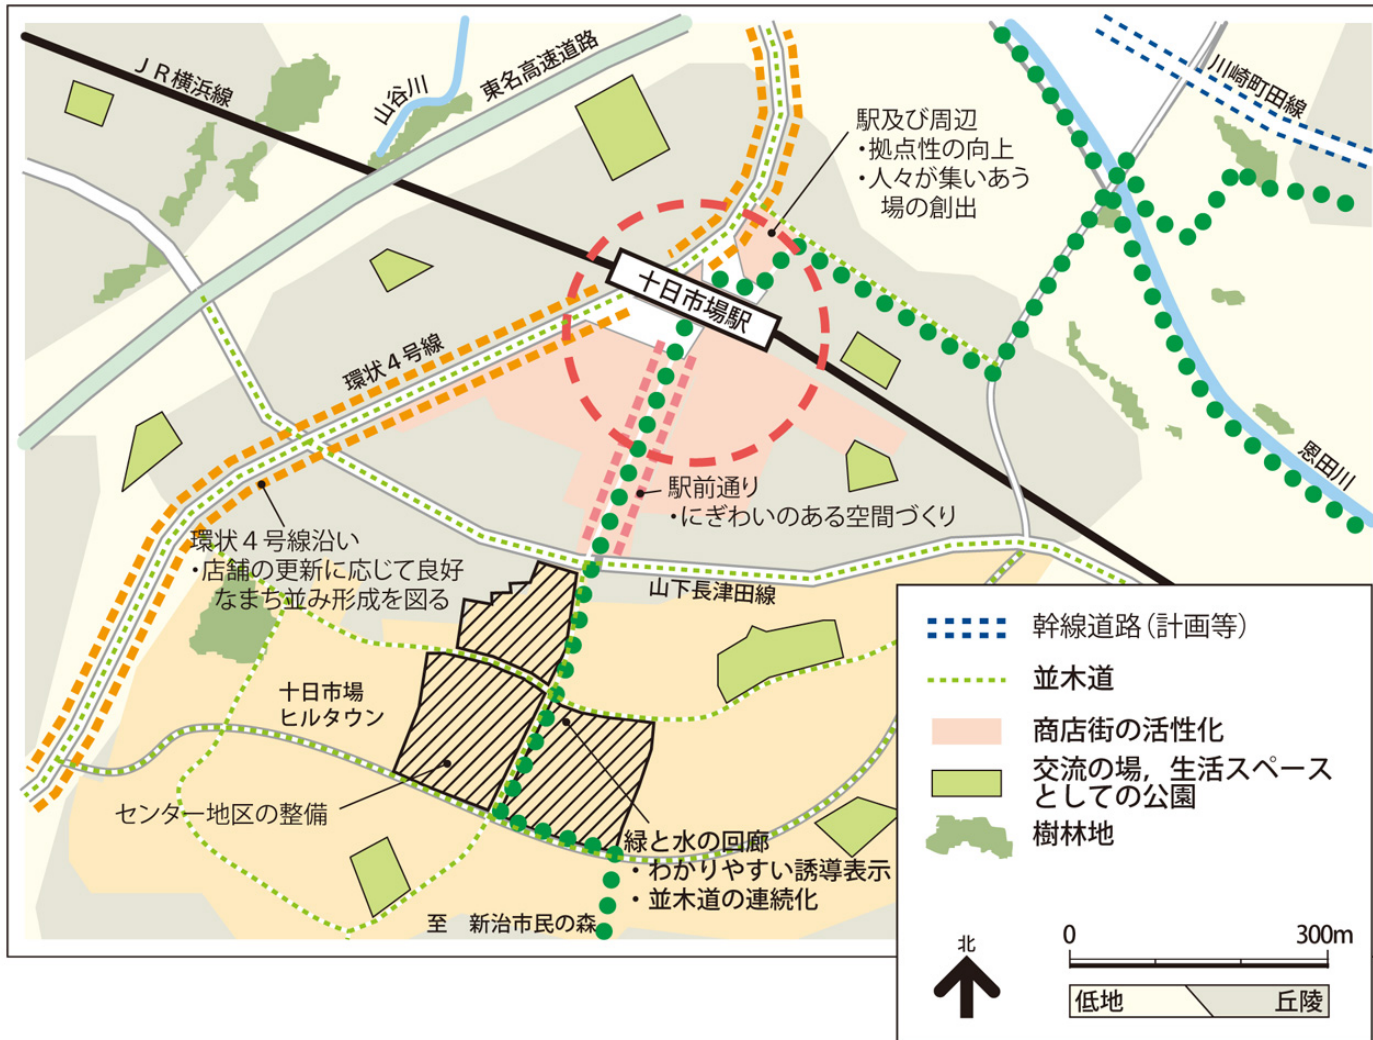 JR横浜線
山谷川
東名高速道路
川崎町田線
駅及び周辺
・拠点性の向上
・人々が集いあう
場の創出
十日市場駅
環状4号線
恩田川
駅前通り
・にぎわいのある空間づくり
環状4号線沿い
・店舗の更新に応じて良好
なまち並み形成を図る
山下長津田線
十日市場
ヒルタウン
センター地区の整備
緑と水の回廊
・わかりやすい誘導表示
・並木道の連続化
至 新治市民の森
幹線道路(計画等)
並木道
商店街の活性化
交流の場，生活スペース
としての公園
樹林地
北
0 300m
低地 丘陵